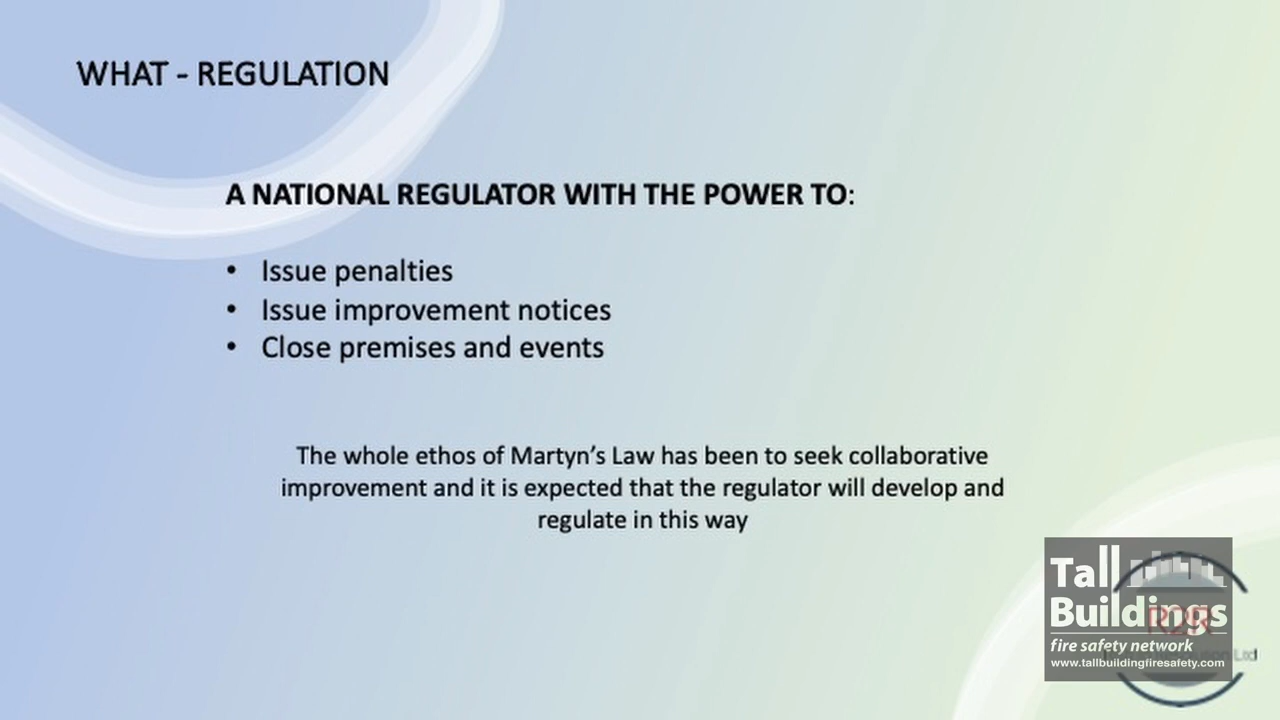 WHAT - REGULATION
A NATIONAL REGULATOR WITH THE POWER TO:
• Issue penalties
• Issue improvement notices
• Close premises and events
The whole ethos of Martyn's Law has been to seek collaborative
improvement and it is expected that the regulator will develop and
regulate in this way
Tall
Buildings
fire safety network
www.tallbuildingfiresafety.com
Ltd